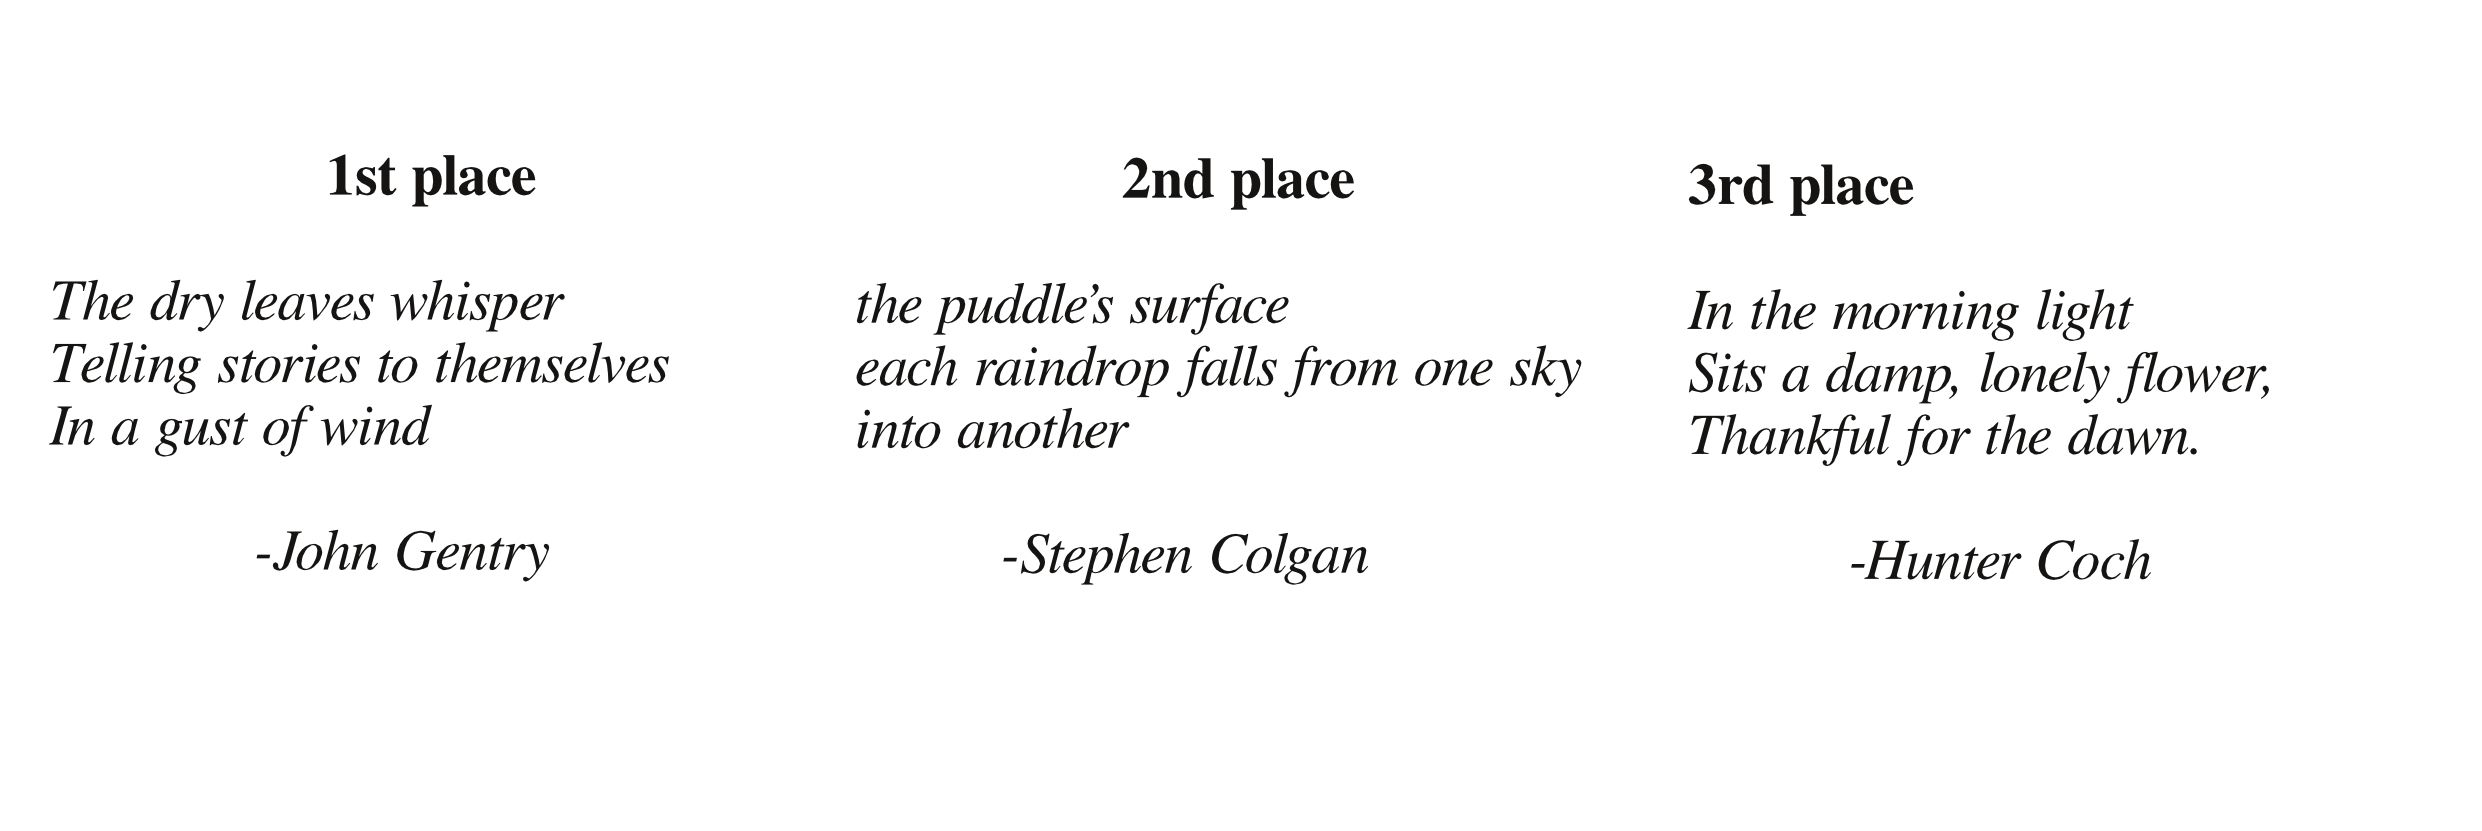 1st place
The dry leaves whisper
Telling stories to themselves
In a gust of wind
-John Gentry
2nd place
the puddle’s surface
each raindrop falls from one sky
into another
-Stephen Colgan
3rd place
In the morning light
Sits a damp, lonely flower,
Thankful for the dawn.
-Hunter Coch